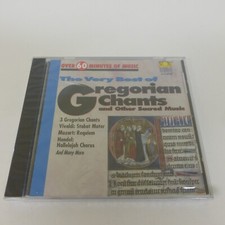 OVER 60 MINUTES OF MUSIC
The Very Best of
Gregorian
Chants
and Other Sacred Music
3 Gregorian Chants
Vivaldi: Stabat Mater
Mozart: Requiem
Handel:
Hallelujah Chorus
And Many More